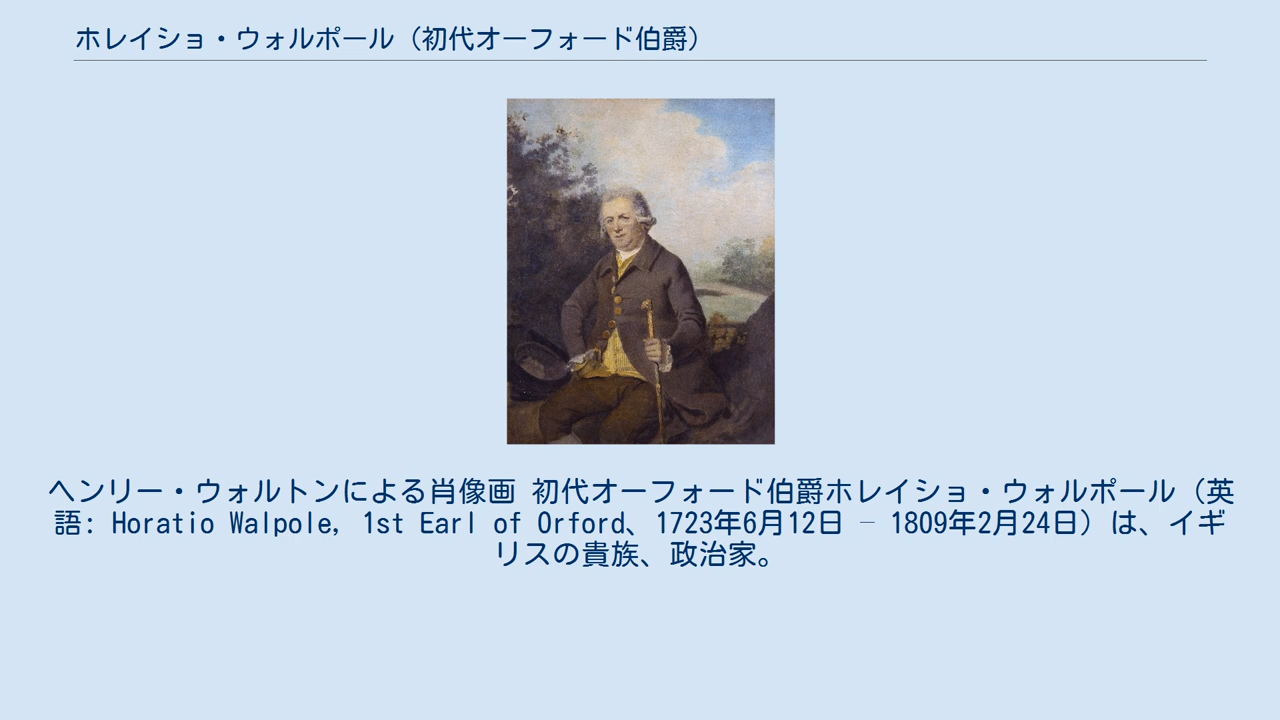 ホレイショ・ウォルポール（初代オーフォード伯爵）
ヘンリー・ウォルトンによる肖像画 初代オーフォード伯爵ホレイショ・ウォルポール（英
語: Horatio Walpole, 1st Earl of Orford、1723年6月12日 – 1809年2月24日）は、イギ
リスの貴族、政治家。